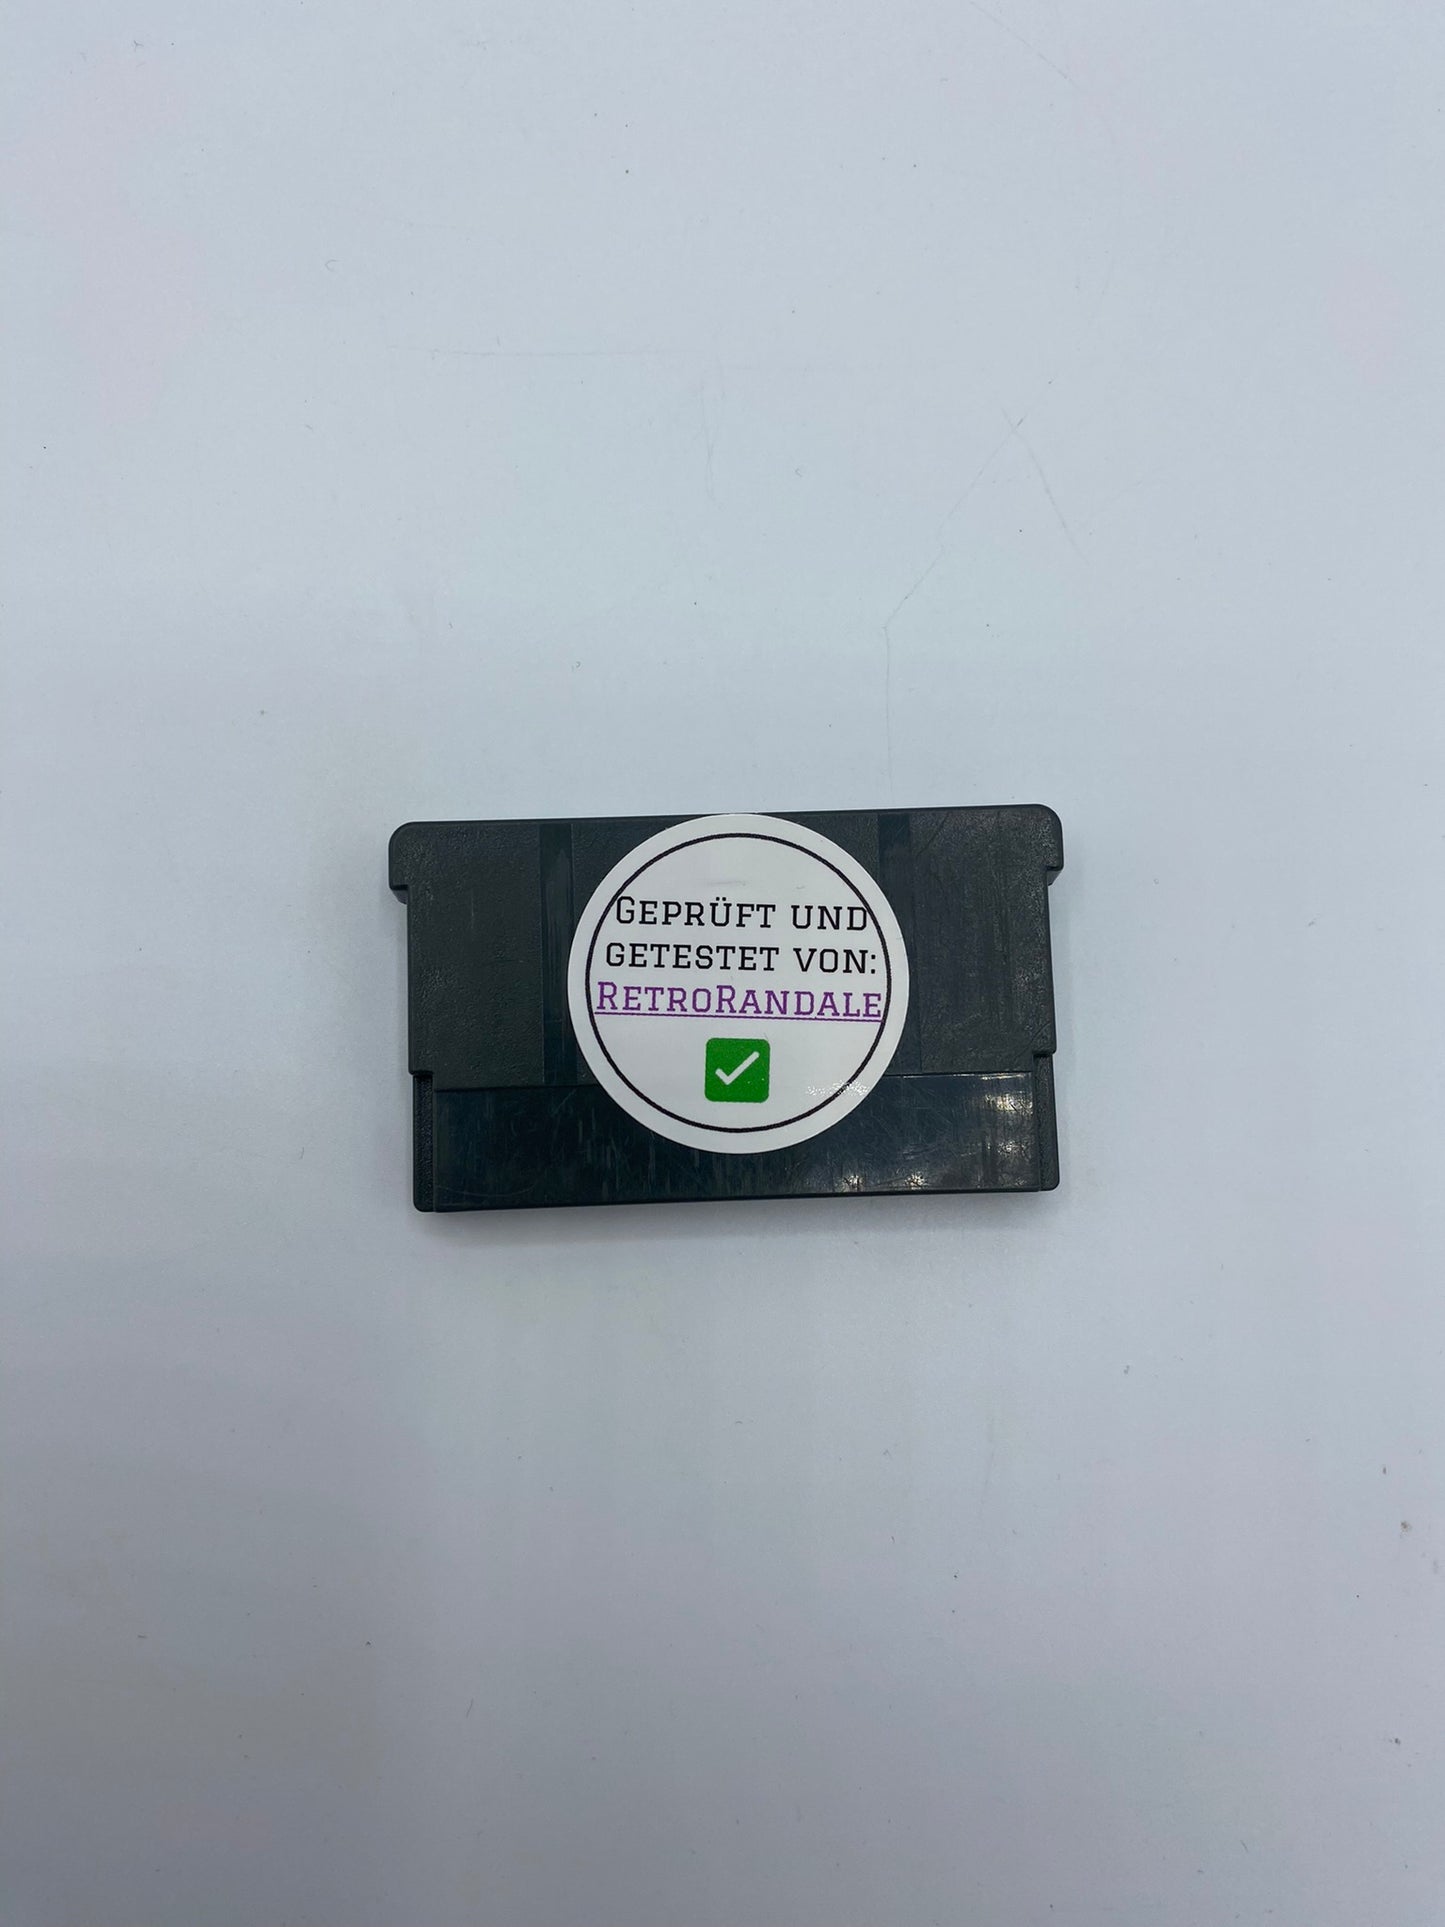 Geprüft und
getestet von:
RetroRandale